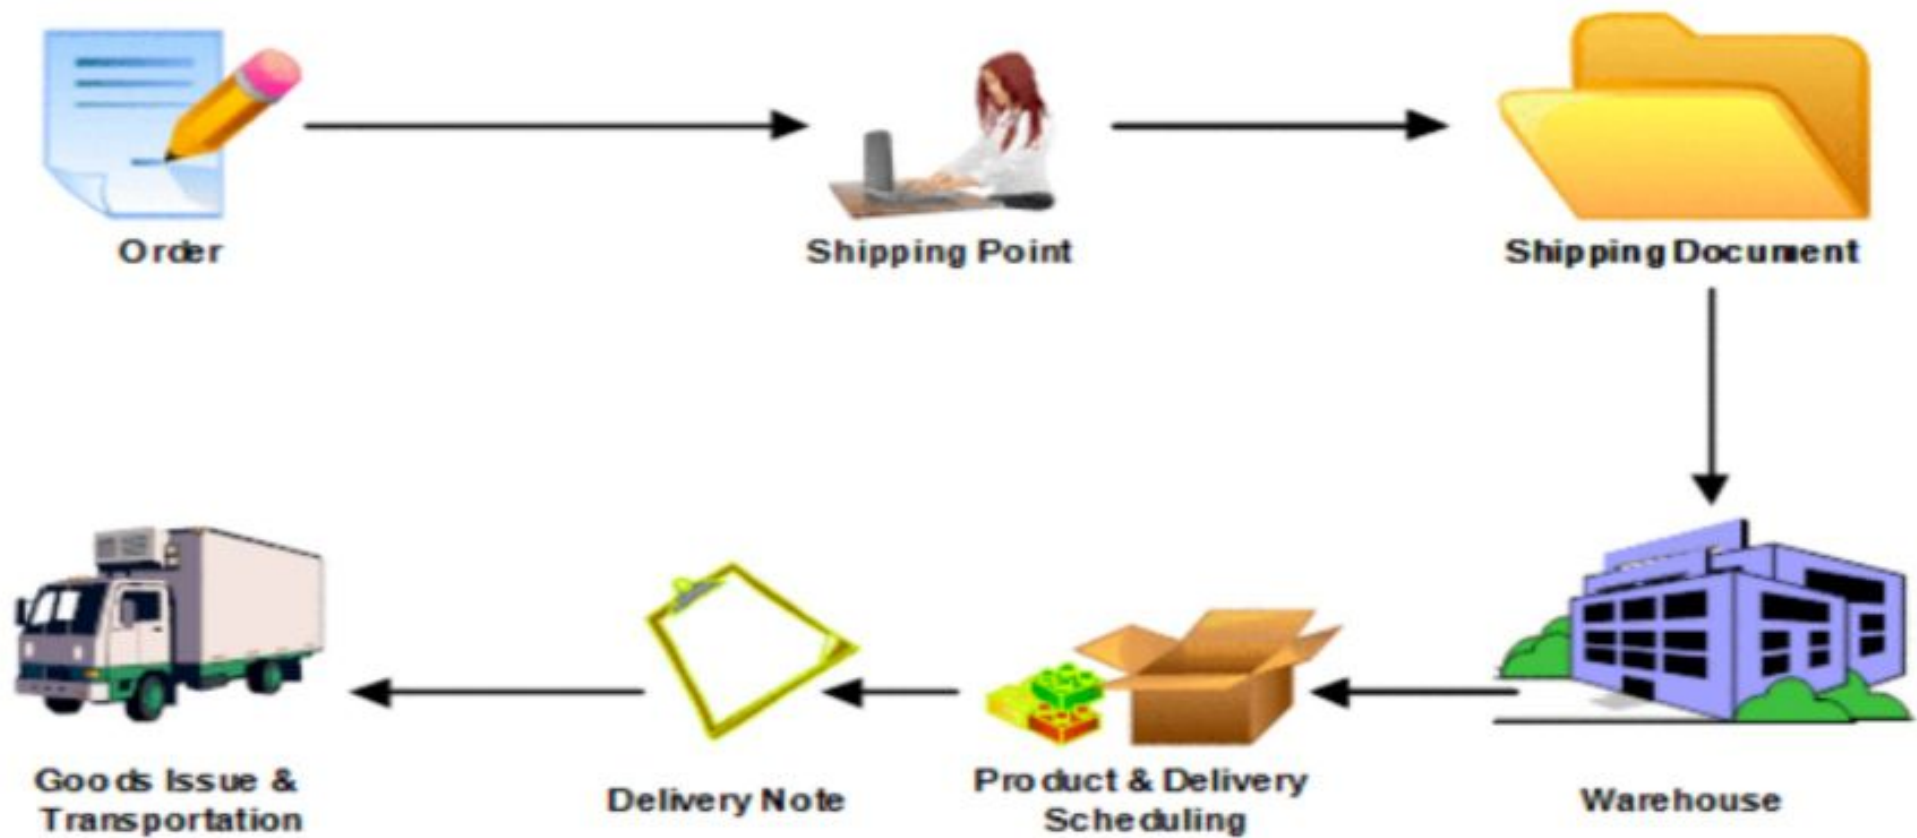 Order
Shipping Point
Shipping Document
Goods Issue &
Transportation
Delivery Note
Product & Delivery
Scheduling
Warehouse